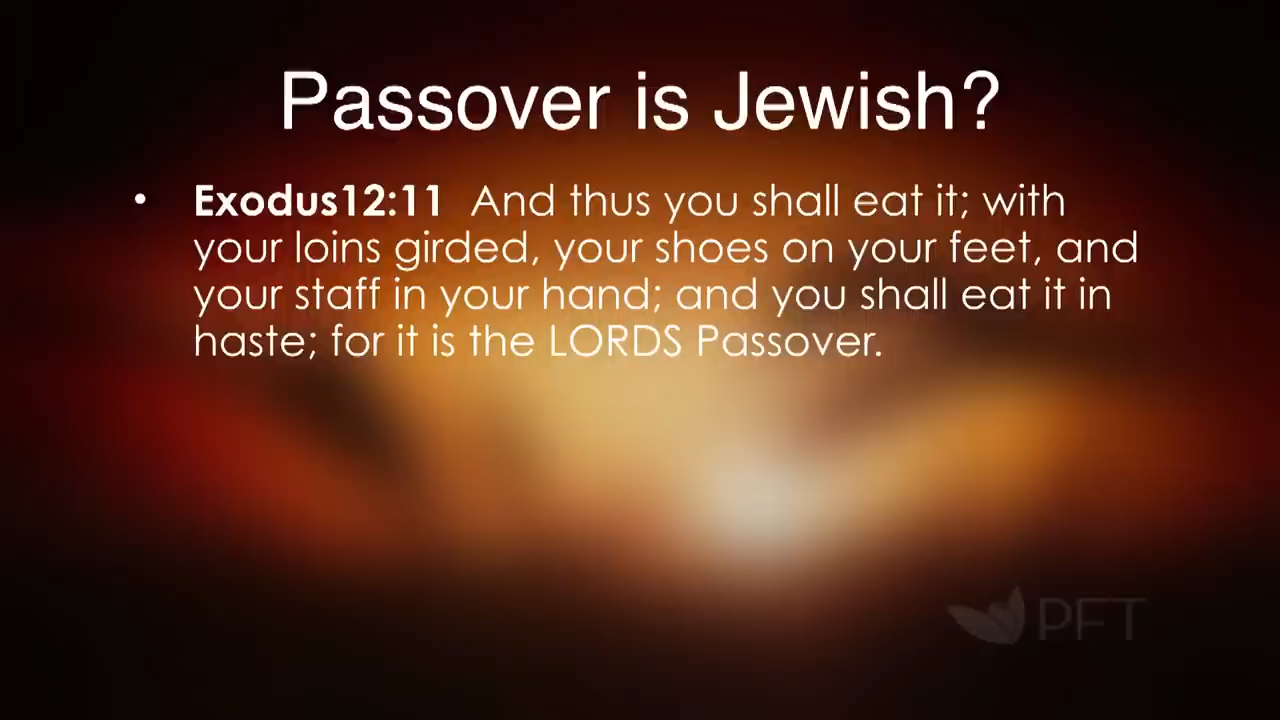 Passover is Jewish?
• Exodus12:11 And thus you shall eat it; with
your loins girded, your shoes on your feet, and
your staff in your hand; and you shall eat it in
haste; for it is the LORDS Passover.
PFT